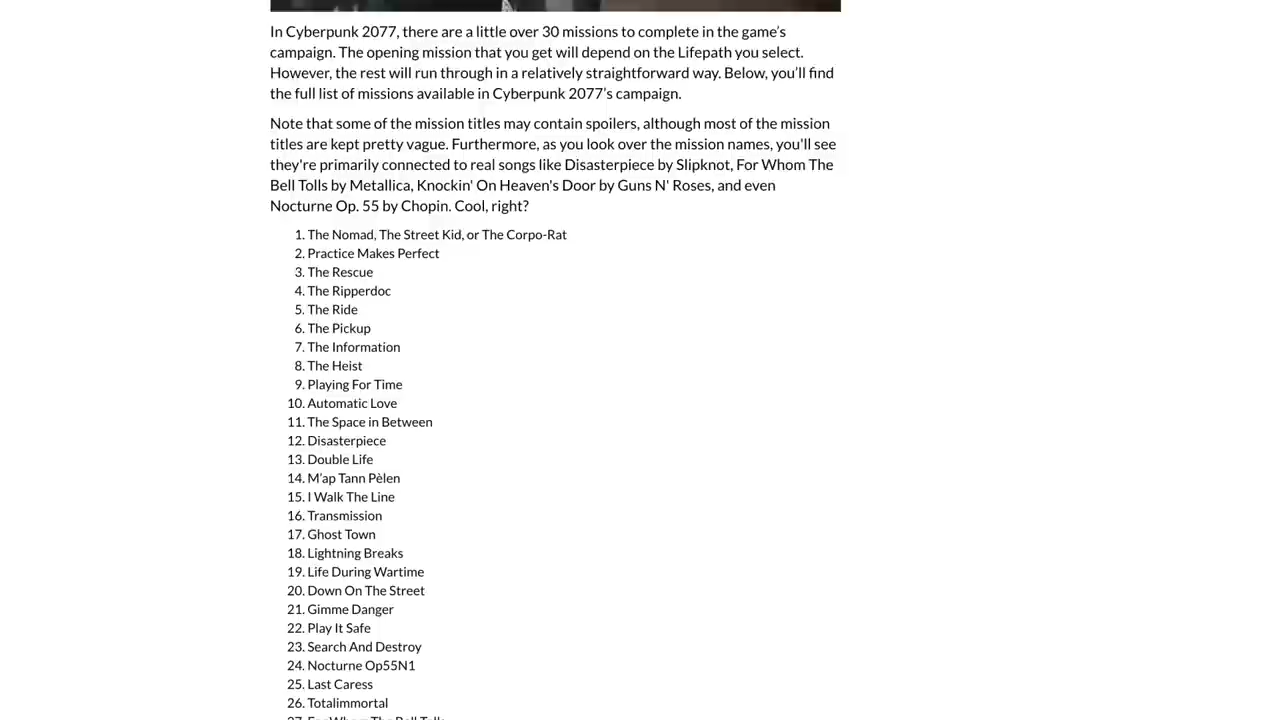 In Cyberpunk 2077, there are a little over 30 missions to complete in the game's
campaign. The opening mission that you get will depend on the Lifepath you select.
However, the rest will run through in a relatively straightforward way. Below, you'll find
the full list of missions available in Cyberpunk 2077's campaign.
Note that some of the mission titles may contain spoilers, although most of the mission
titles are kept pretty vague. Furthermore, as you look over the mission names, you'll see
they're primarily connected to real songs like Disasterpiece by Slipknot, For Whom The
Bell Tolls by Metallica, Knockin' On Heaven's Door by Guns N' Roses, and even
Nocturne Op. 55 by Chopin. Cool, right?
1. The Nomad, The Street Kid, or The Corpo-Rat
2. Practice Makes Perfect
3. The Rescue
4. The Ripperdoc
5. The Ride
6. The Pickup
7. The Information
8. The Heist
9. Playing For Time
10. Automatic Love
11. The Space in Between
12. Disasterpiece
13. Double Life
14. M'ap Tann Pèlen
15. I Walk The Line
16. Transmission
17. Ghost Town
18. Lightning Breaks
19. Life During Wartime
20. Down On The Street
21. Gimme Danger
22. Play It Safe
23. Search And Destroy
24. Nocturne Op55N1
25. Last Caress
26. Totalimmortal
27. For Whom The Bell Tolls